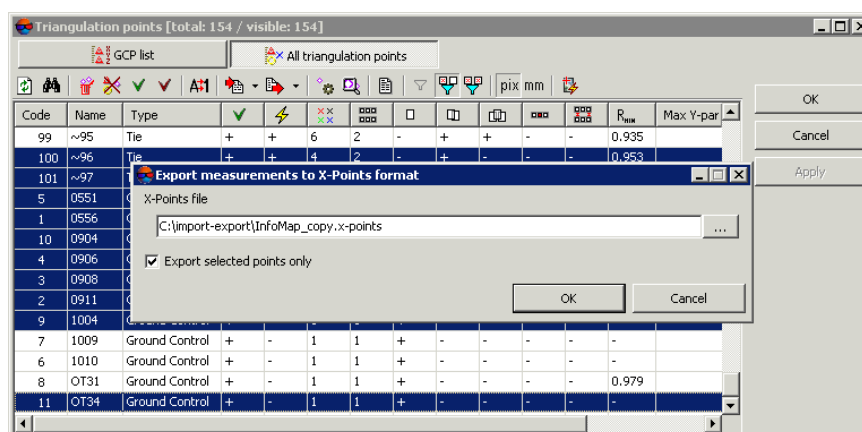 Triangulation points [total: 154 / visible: 154]
GCP list
All triangulation points
pix mm
OK
Cancel
Apply
Code Name Type R MIN Max Y-par
99 ~95 Tie + + 6 2 - + + - - 0.935
100 ~96 Tie + + 4 2 - + - - - 0.953
101 ~97
Export measurements to X-Points format
X-Points file
C:\import-export\InfoMap_copy.x-points
...
Export selected points only
OK
Cancel
5 0551
1 0556
10 0904
4 0906
3 0908
2 0911
9 1004
7 1009 Ground Control + - 1 1 + - - - - -
6 1010 Ground Control + - 1 1 + - - - - -
8 OT31 Ground Control + - 1 1 + - - - - 0.979
11 OT34 Ground Control + - 1 1 + - - - - -